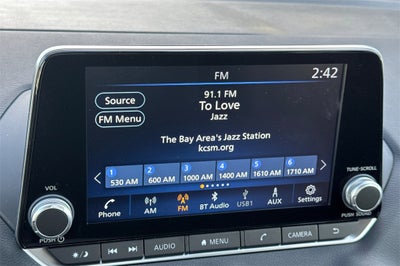 FM
2:42
Source
91.1 FM
To Love
FM Menu
Jazz
The Bay Area's Jazz Station
kcsm.org
1 2 3 4 5 6
530 AM 600 AM 1000 AM 1400 AM 1610 AM 1710 AM
Phone AM FM BT Audio USB1 AUX Settings
VOL
PUSH
TUNE·SCROLL
PUSH SOUND
AUDIO MENU CAMERA